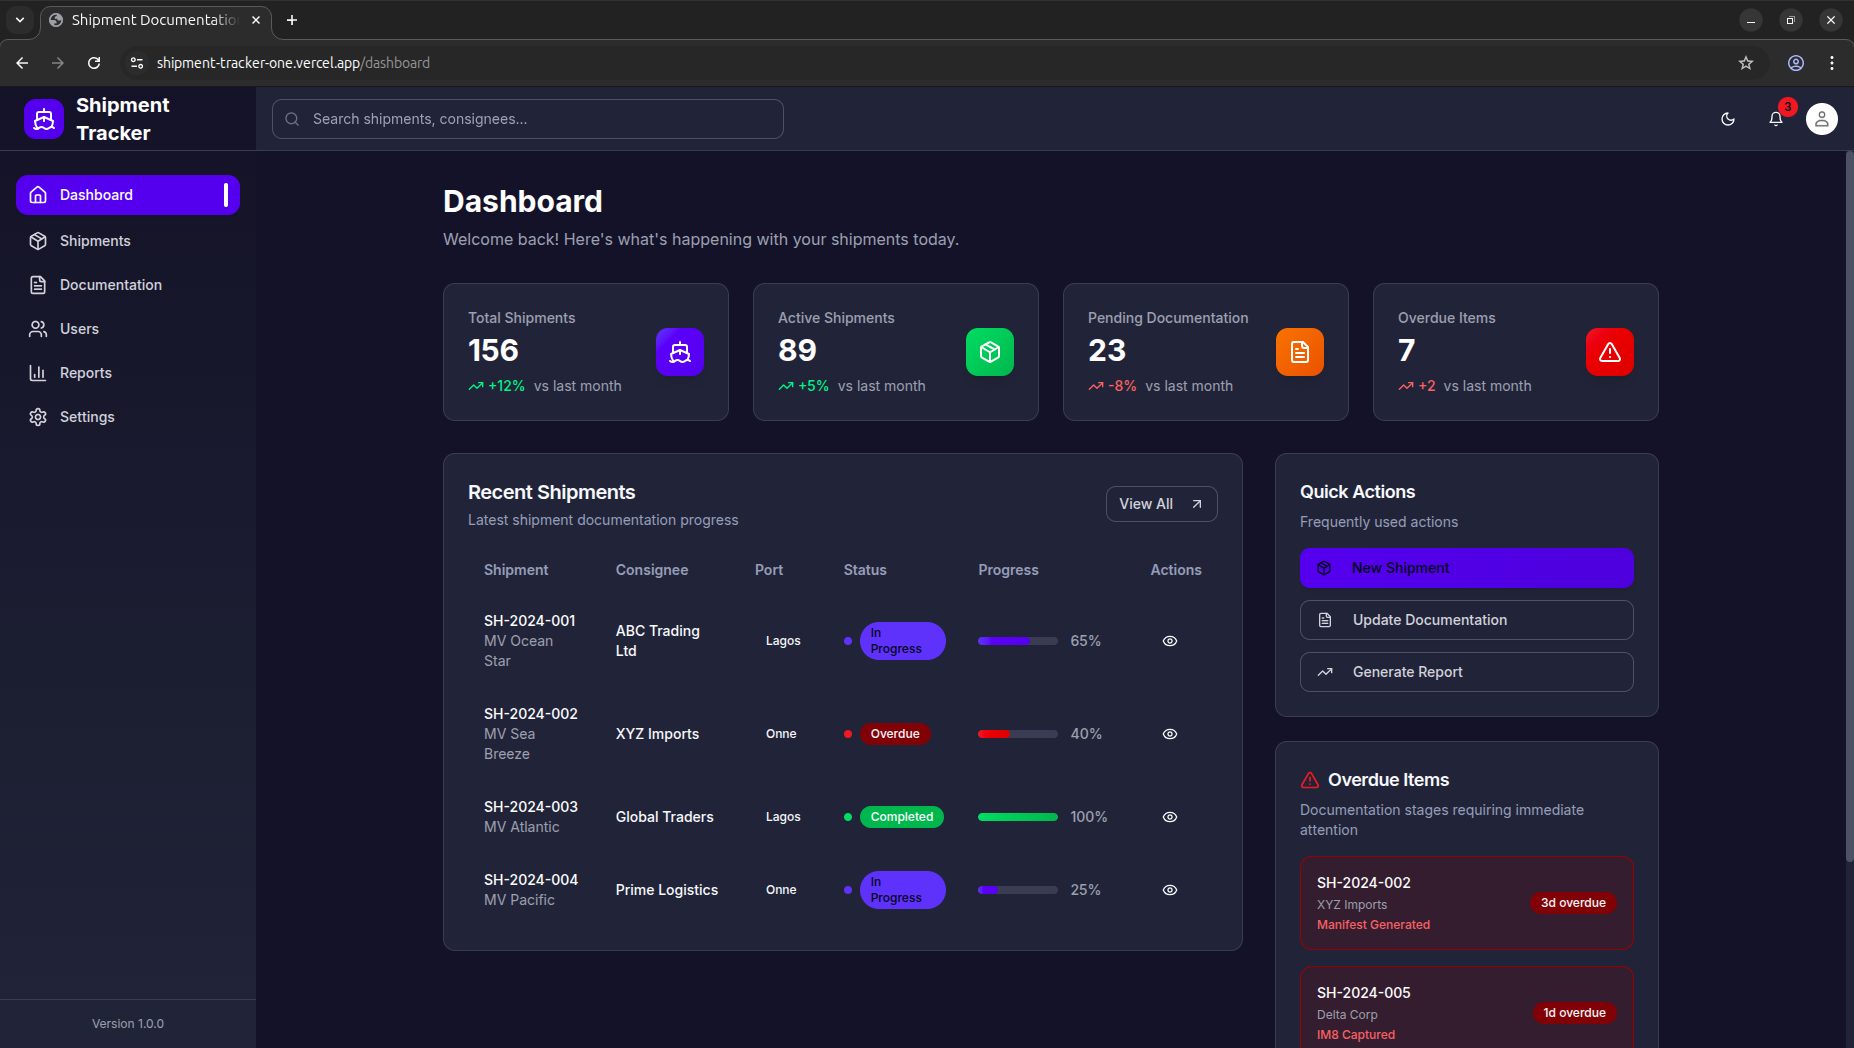 Shipment Documentatio
shipment-tracker-one.vercel.app/dashboard
Shipment
Tracker
Search shipments, consignees...
3
Dashboard
Shipments
Documentation
Users
Reports
Settings
Version 1.0.0
Dashboard
Welcome back! Here's what's happening with your shipments today.
Total Shipments
156
+12% vs last month
Active Shipments
89
+5% vs last month
Pending Documentation
23
-8% vs last month
Overdue Items
7
+2 vs last month
Recent Shipments
Latest shipment documentation progress
View All
Shipment Consignee Port Status Progress Actions
SH-2024-001
MV Ocean
Star
ABC Trading
Ltd
Lagos
In
Progress
65%
SH-2024-002
MV Sea
Breeze
XYZ Imports
Onne
Overdue
40%
SH-2024-003
MV Atlantic
Global Traders
Lagos
Completed
100%
SH-2024-004
MV Pacific
Prime Logistics
Onne
In
Progress
25%
Quick Actions
Frequently used actions
New Shipment
Update Documentation
Generate Report
Overdue Items
Documentation stages requiring immediate
attention
SH-2024-002
XYZ Imports
Manifest Generated
3d overdue
SH-2024-005
Delta Corp
IM8 Captured
1d overdue